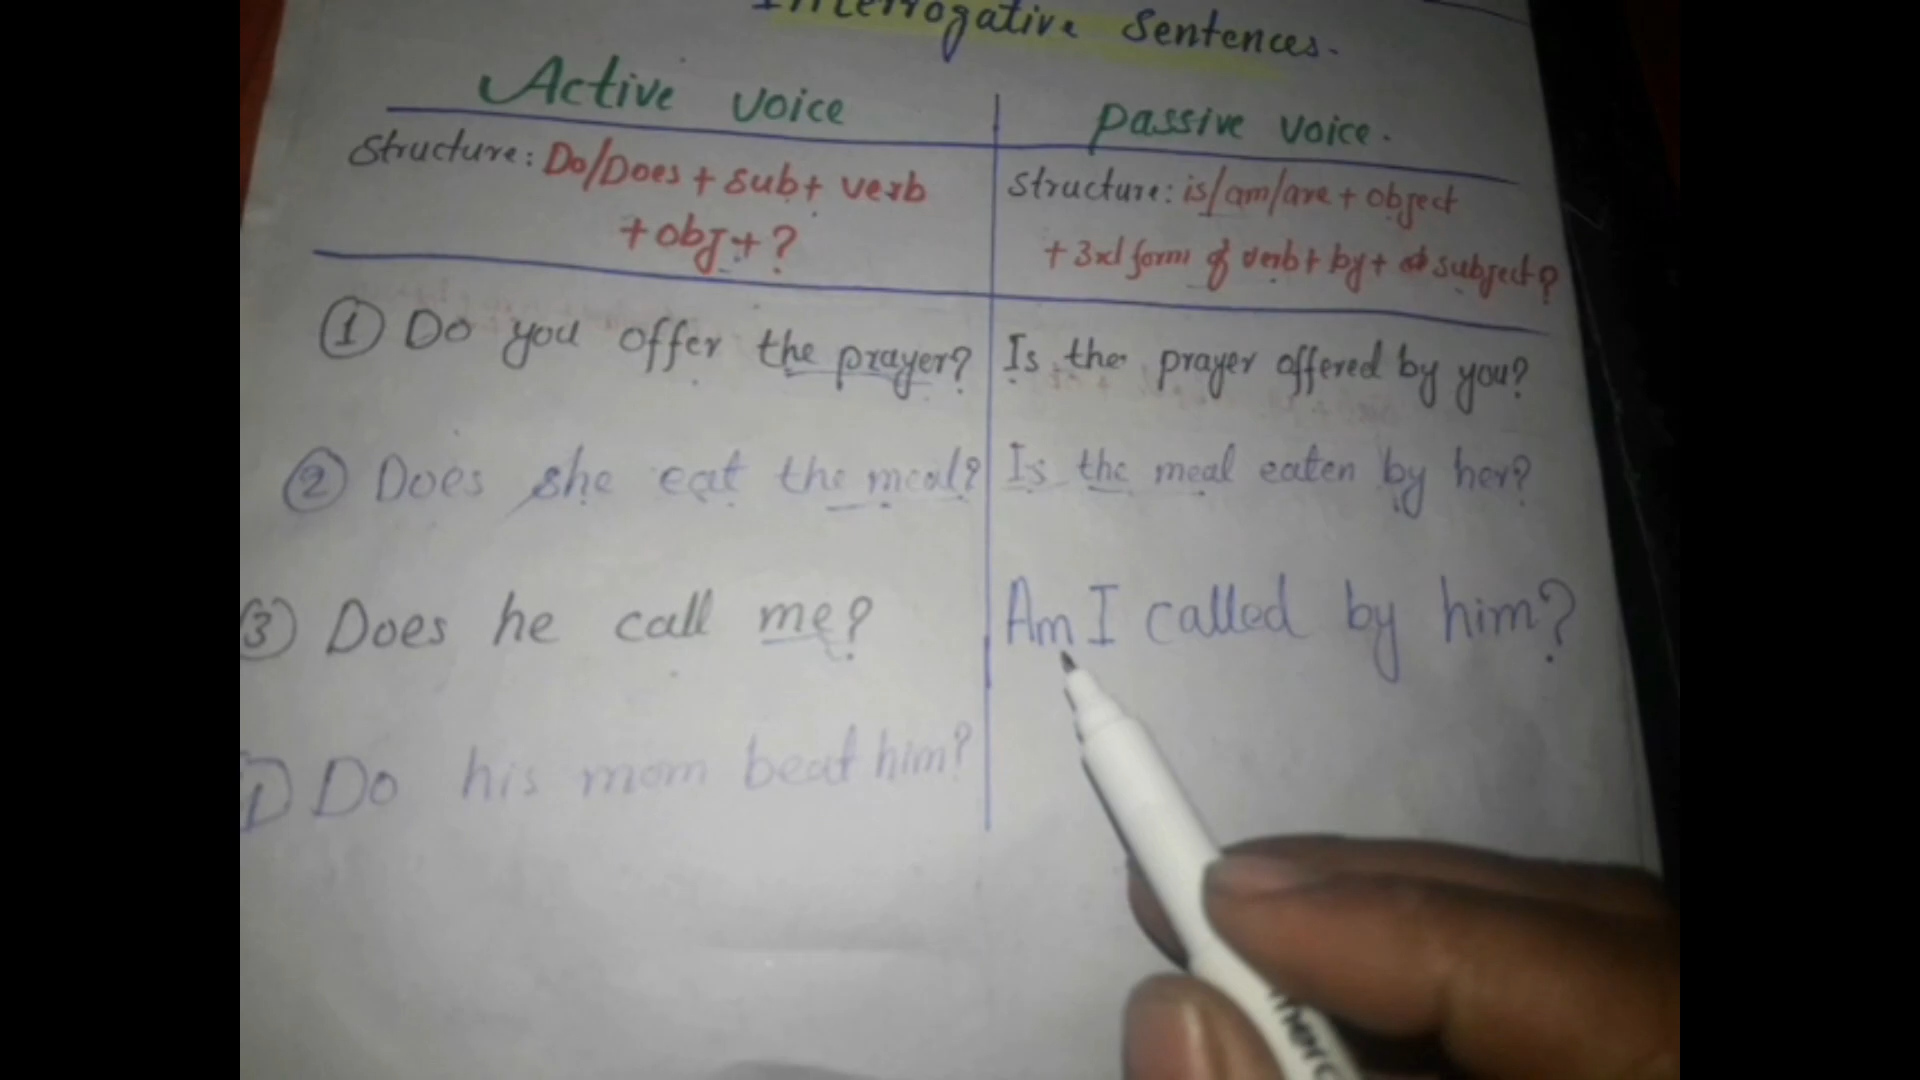 Interrogative Sentences.
Active voice
Passive voice.
Structure: Do/Does + sub + verb
+ obj + ?
Structure: is/am/are + object
+ 3rd form of verb + by + subject?
① Do you offer the prayer?
Is the prayer offered by you?
② Does she eat the meal?
Is the meal eaten by her?
③ Does he call me?
Am I called by him?
Do his mom beat him?